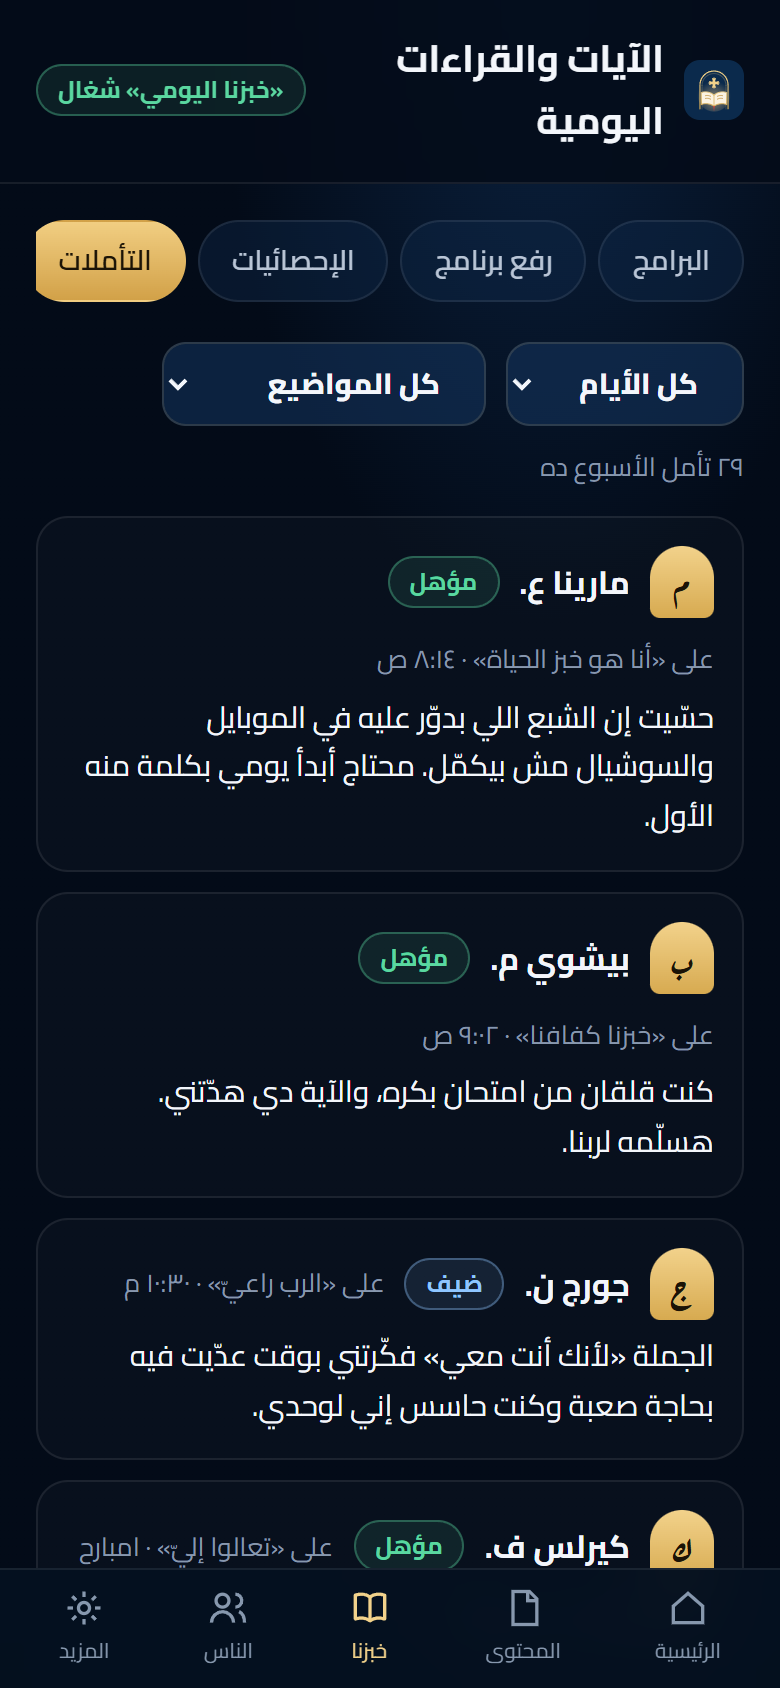 الآيات والقراءات
اليومية
«خبزنا اليومي» شغال
البرامج
رفع برنامج
الإحصائيات
التأملات
كل الأيام
كل المواضيع
٢٩ تأمل الأسبوع ده
م
مارينا ع.
مؤهل
على «أنا هو خبز الحياة» · ٨:١٤ ص
حسّيت إن الشبع اللي بدوّر عليه في الموبايل
والسوشيال مش بيكمّل. محتاج أبدأ يومي بكلمة منه
الأول.
ب
بيشوي م.
مؤهل
على «خبزنا كفافنا» · ٩:٠٢ ص
كنت قلقان من امتحان بكره، والآية دي هدّتني.
هسلّمه لربنا.
ج
جورج ن.
ضيف
على «الرب راعيّ» · ١٠:٣٠ م
الجملة «لأنك أنت معي» فكّرتني بوقت عدّيت فيه
بحاجة صعبة وكنت حاسس إني لوحدي.
ك
كيرلس ف.
مؤهل
على «تعالوا إليّ» · امبارح
الرئيسية
المحتوى
خبزنا
الناس
المزيد